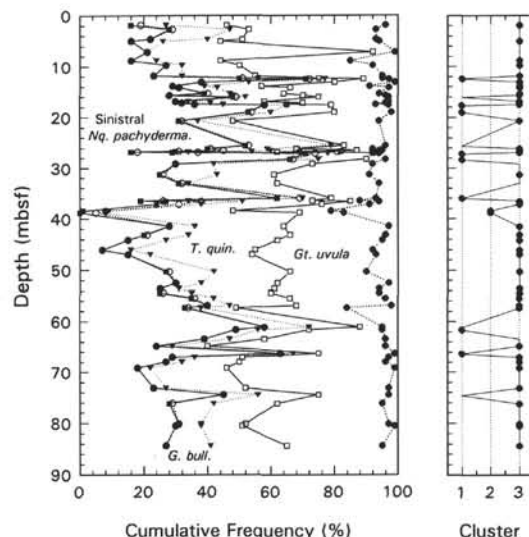 0
10
Sinistral
Nq. pachyderma.
20
30
40
T. quin.
Gt. uvula
50
60
70
80
G. bull.
90
Depth (mbsf)
0 20 40 60 80 100
1 2 3
Cumulative Frequency (%)
Cluster